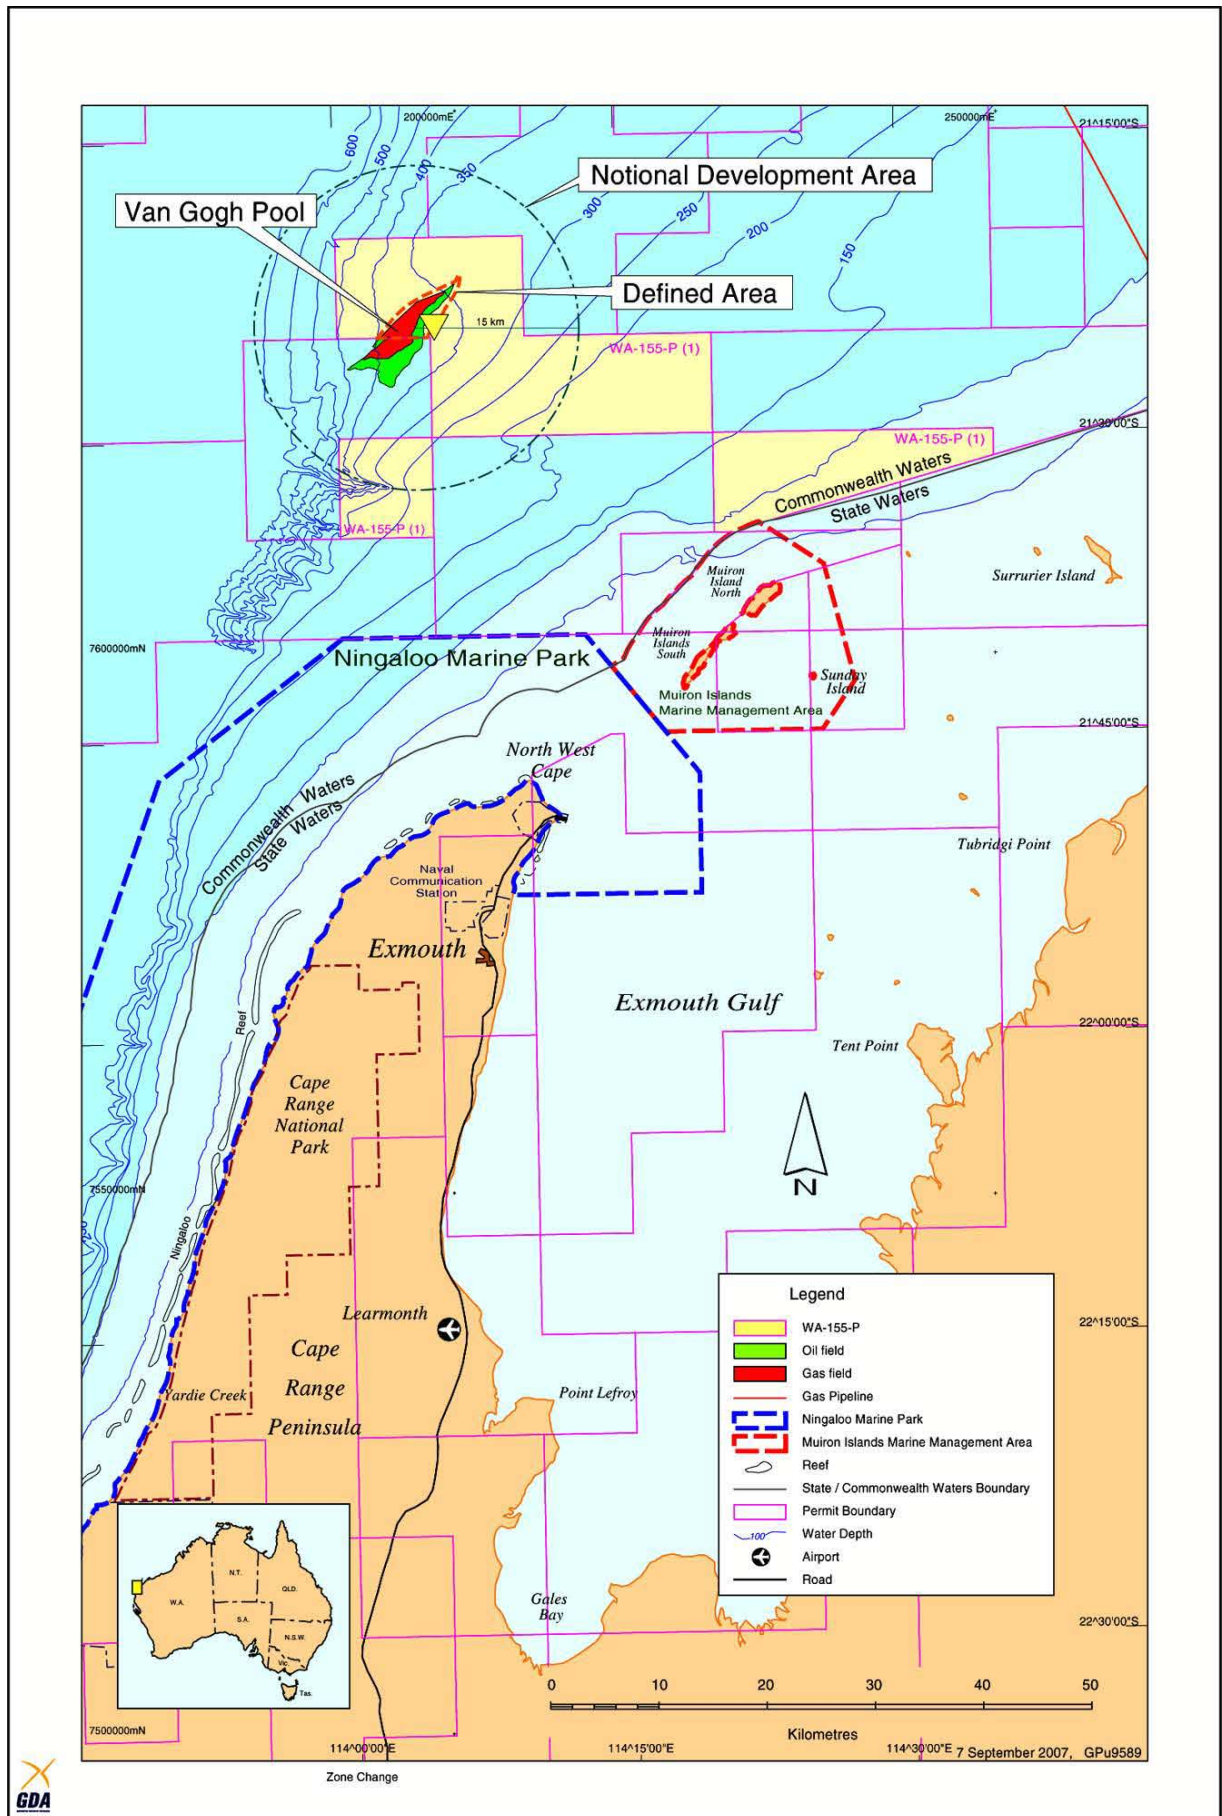 200000mE
250000mE
21^15'00"S
600
500
400
350
300
250
200
150
Notional Development Area
Van Gogh Pool
Defined Area
15 km
WA-155-P (1)
21^30'00"S
WA-155-P (1)
Commonwealth Waters
State Waters
WA-155-P (1)
Muiron
Island
North
Surrurier Island
Muiron
Islands
South
7600000mN
Ningaloo Marine Park
Sunday
Island
Muiron Islands
Marine Management Area
21^45'00"S
North West
Cape
Commonwealth Waters
State Waters
Tubridgi Point
Naval
Communication
Station
Exmouth
Exmouth Gulf
Reef
22^00'00"S
Tent Point
Cape
Range
National
Park
N
7550000mN
Ningaloo
Learmonth
Cape
Range
Peninsula
Yardie Creek
Point Lefroy
22^15'00"S
Legend
WA-155-P
Oil field
Gas field
Gas Pipeline
Ningaloo Marine Park
Muiron Islands Marine Management Area
Reef
State / Commonwealth Waters Boundary
Permit Boundary
100
Water Depth
Airport
Road
W.A.
N.T.
QLD.
S.A.
N.S.W.
Vic.
Tas.
Gales
Bay
22^30'00"S
0 10 20 30 40 50
Kilometres
7500000mN
114^00'00"E
114^15'00"E
114^30'00"E
7 September 2007, GPu9589
Zone Change
GDA